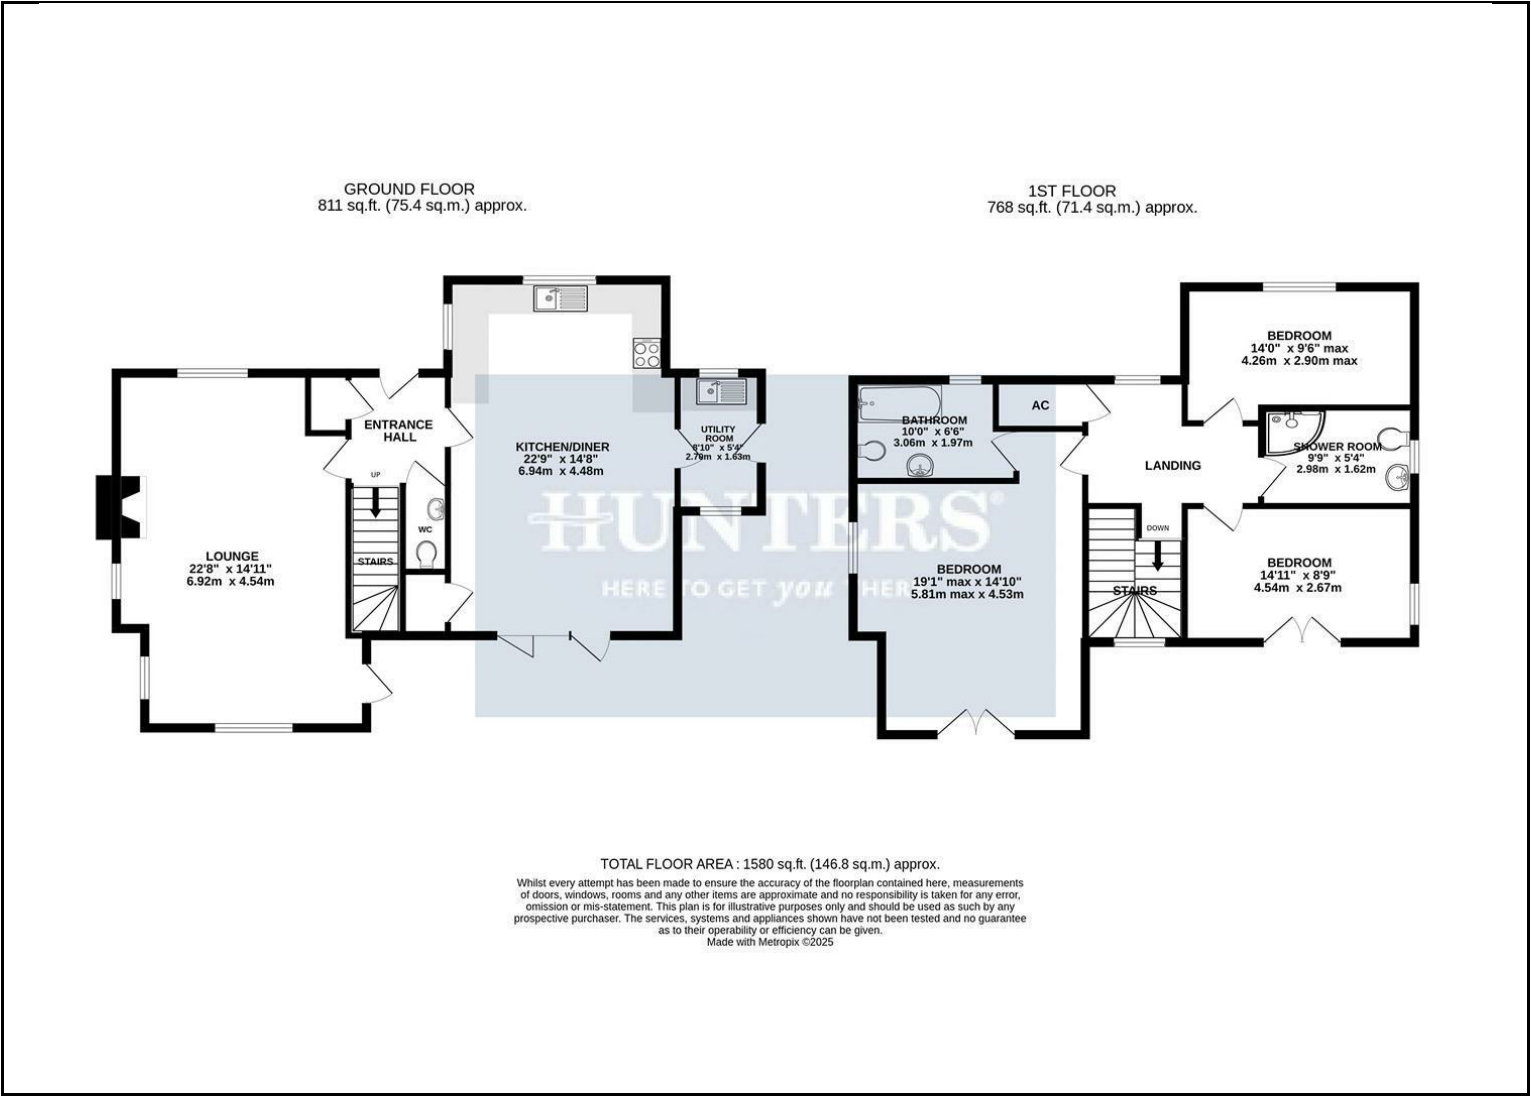 GROUND FLOOR
811 sq.ft. (75.4 sq.m.) approx.
1ST FLOOR
768 sq.ft. (71.4 sq.m.) approx.
ENTRANCE
HALL
UP
WC
STAIRS
LOUNGE
22'8" x 14'11"
6.92m x 4.54m
KITCHEN/DINER
22'9" x 14'8"
6.94m x 4.48m
UTILITY
ROOM
8'10" x 5'4"
2.70m x 1.63m
BATHROOM
10'0" x 6'6"
3.06m x 1.97m
AC
LANDING
DOWN
STAIRS
BEDROOM
14'0" x 9'6" max
4.26m x 2.90m max
SHOWER ROOM
9'9" x 5'4"
2.98m x 1.62m
BEDROOM
19'1" max x 14'10"
5.81m max x 4.53m
BEDROOM
14'11" x 8'9"
4.54m x 2.67m
HUNTERS®
HERE TO GET you THERE
TOTAL FLOOR AREA : 1580 sq.ft. (146.8 sq.m.) approx.
Whilst every attempt has been made to ensure the accuracy of the floorplan contained here, measurements
of doors, windows, rooms and any other items are approximate and no responsibility is taken for any error,
omission or mis-statement. This plan is for illustrative purposes only and should be used as such by any
prospective purchaser. The services, systems and appliances shown have not been tested and no guarantee
as to their operability or efficiency can be given.
Made with Metropix ©2025